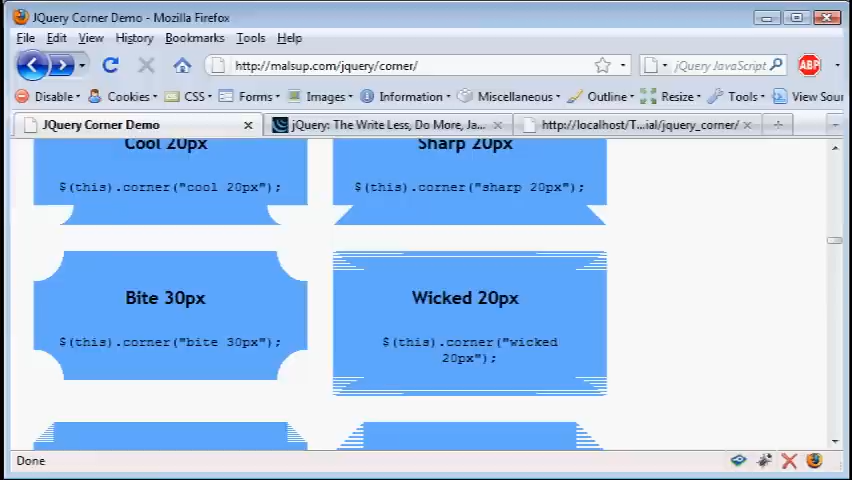 JQuery Corner Demo - Mozilla Firefox
File Edit View History Bookmarks Tools Help
http://malsup.com/jquery/corner/
jQuery JavaScript
ABP
Disable Cookies CSS Forms Images Information Miscellaneous Outline Resize Tools View Sour
JQuery Corner Demo
jQuery: The Write Less, Do More, Ja...
http://localhost/T...ial/jquery_corner/
Cool 20px
Sharp 20px
$(this).corner("cool 20px");
$(this).corner("sharp 20px");
Bite 30px
Wicked 20px
$(this).corner("bite 30px");
$(this).corner("wicked
20px");
Done